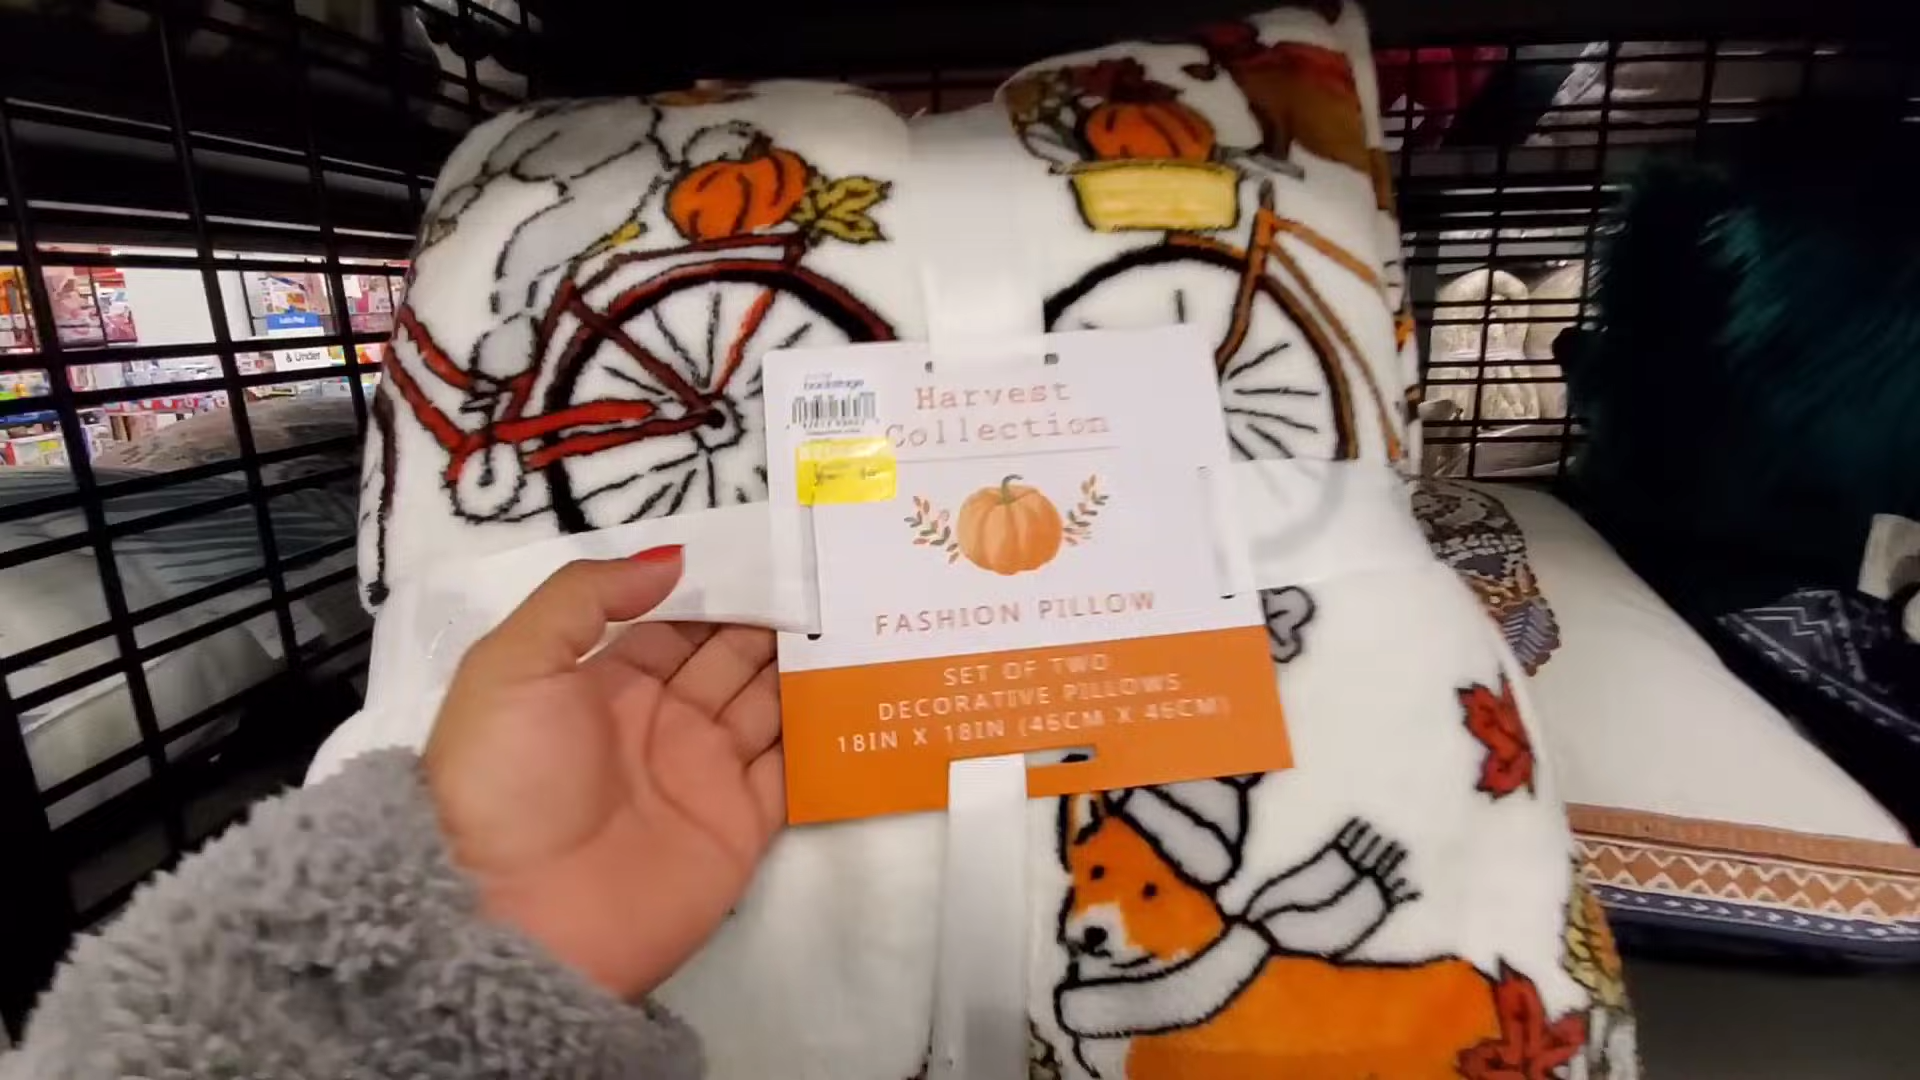 backstage
Harvest
Collection
FASHION PILLOW
SET OF TWO
DECORATIVE PILLOWS
18IN X 18IN (46CM X 46CM)
& Under